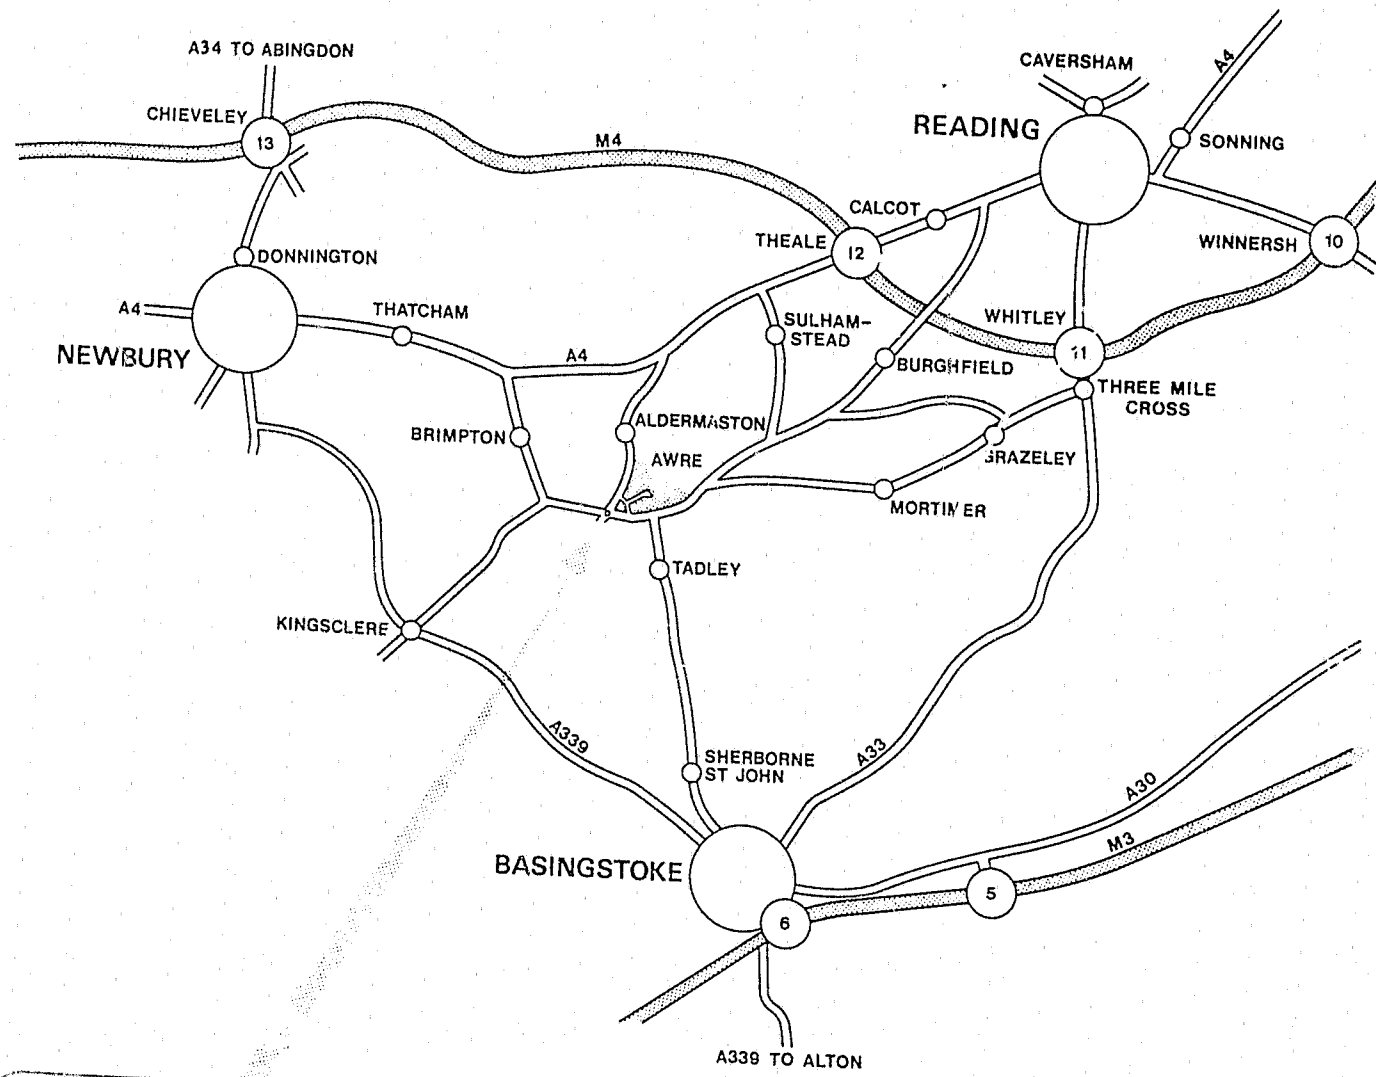 A34 TO ABINGDON
CAVERSHAM
A4
CHIEVELEY
13
M4
READING
SONNING
CALCOT
THEALE
12
WINNERSH
10
DONNINGTON
A4
THATCHAM
NEWBURY
A4
SULHAM-
STEAD
WHITLEY
11
BURGHFIELD
THREE MILE
CROSS
BRIMPTON
ALDERMASTON
AWRE
GRAZELEY
MORTIMER
TADLEY
KINGSCLERE
A339
SHERBORNE
ST JOHN
A33
A30
M3
BASINGSTOKE
5
6
A339 TO ALTON